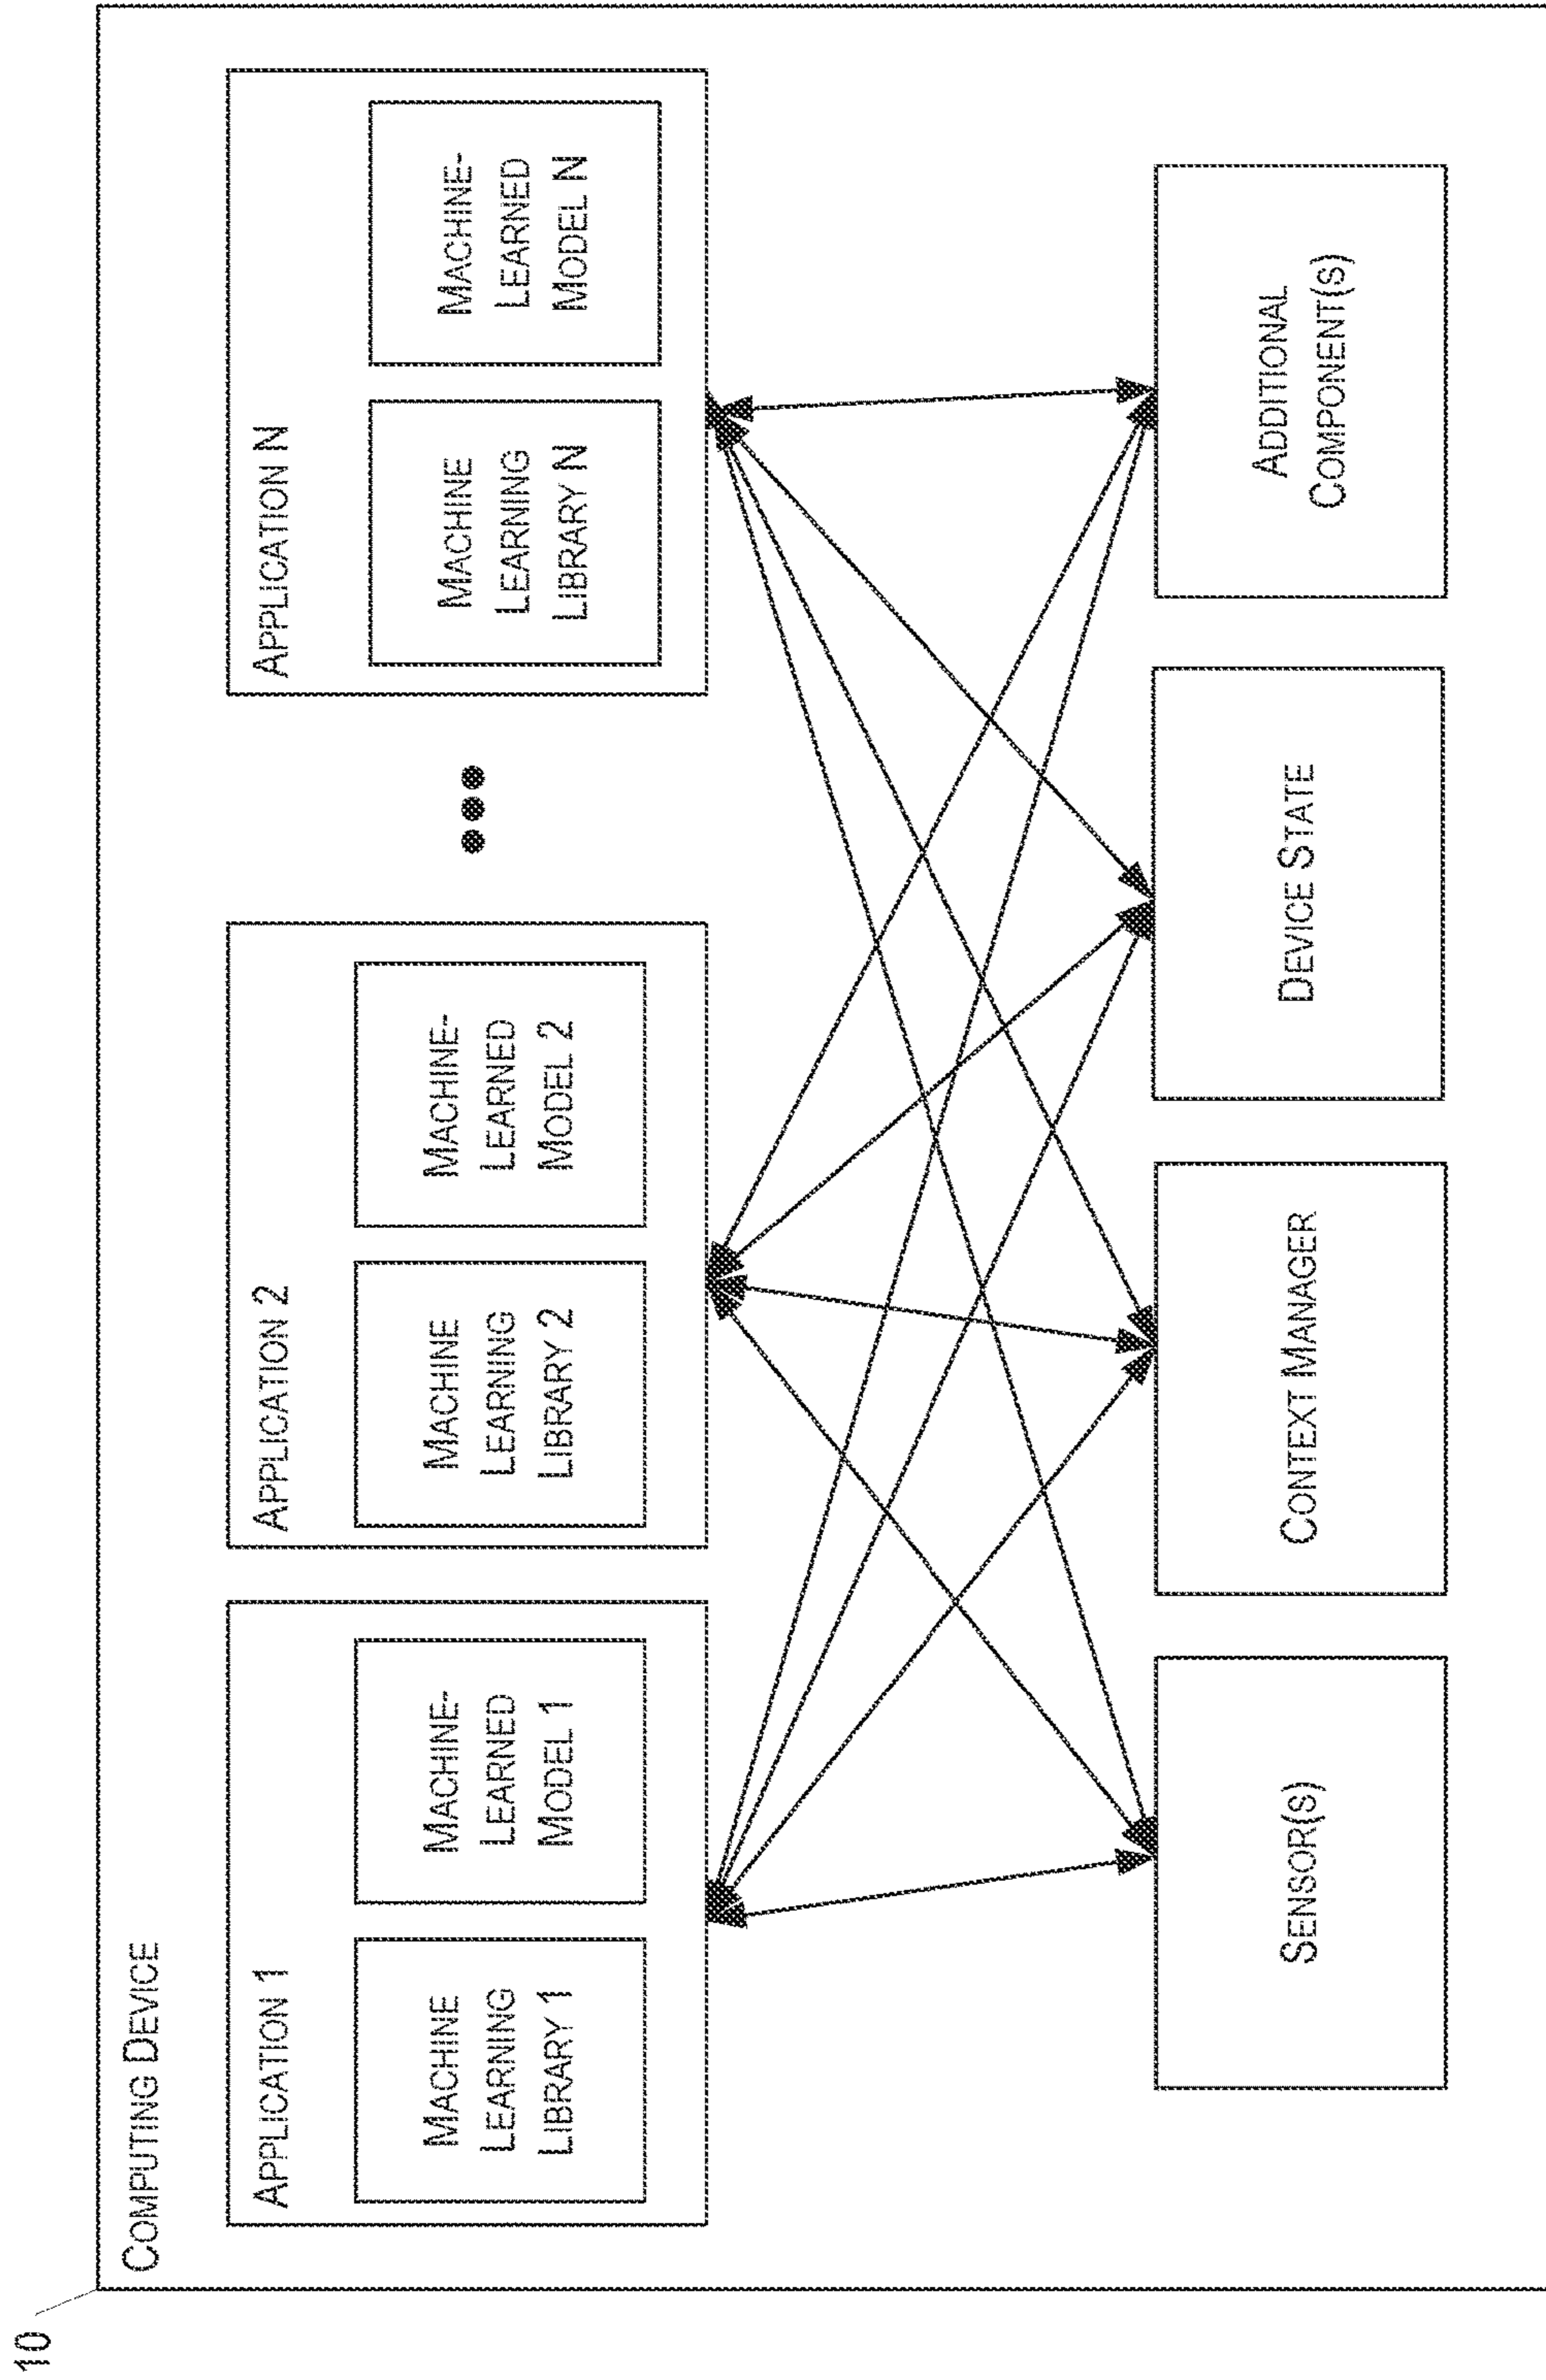 10
COMPUTING DEVICE
APPLICATION 1
MACHINE
LEARNING
LIBRARY 1
MACHINE-
LEARNED
MODEL 1
APPLICATION 2
MACHINE
LEARNING
LIBRARY 2
MACHINE-
LEARNED
MODEL 2
APPLICATION N
MACHINE
LEARNING
LIBRARY N
MACHINE-
LEARNED
MODEL N
SENSOR(S)
CONTEXT MANAGER
DEVICE STATE
ADDITIONAL
COMPONENT(S)